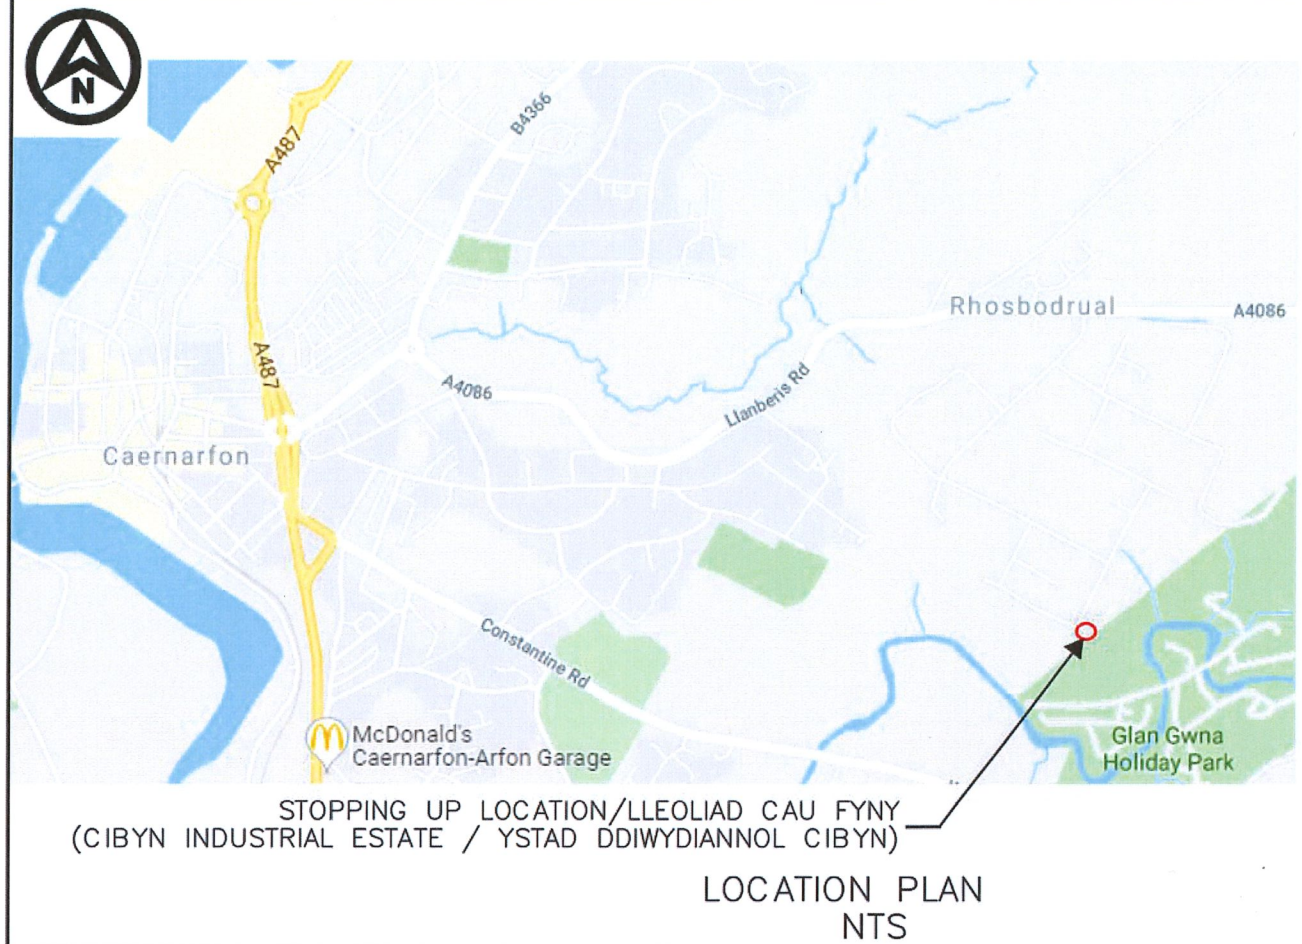 N
B4366
A487
Rhosbodrual
A4086
A487
A4086
Llanberis Rd
Caernarfon
Constantine Rd
McDonald's
Caernarfon-Arfon Garage
Glan Gwna
Holiday Park
STOPPING UP LOCATION/LLEOLIAD CAU FYNY
(CIBYN INDUSTRIAL ESTATE / YSTAD DDIWYDIANNOL CIBYN)
LOCATION PLAN
NTS